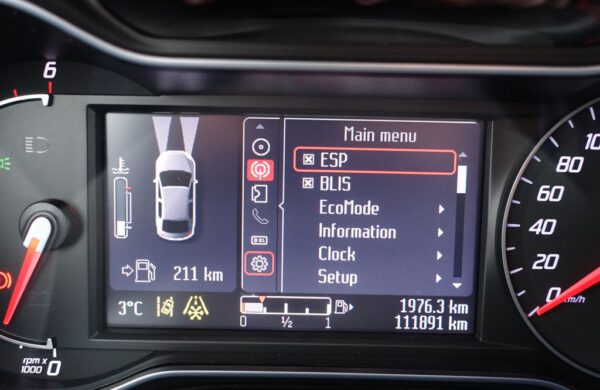 6
Main menu
ESP
BLIS
EcoMode
Information
Clock
Setup
211 km
3°C
0 ½ 1
1976.3 km
111891 km
rpm x
1000
0
100
80
60
40
20
0
km/h